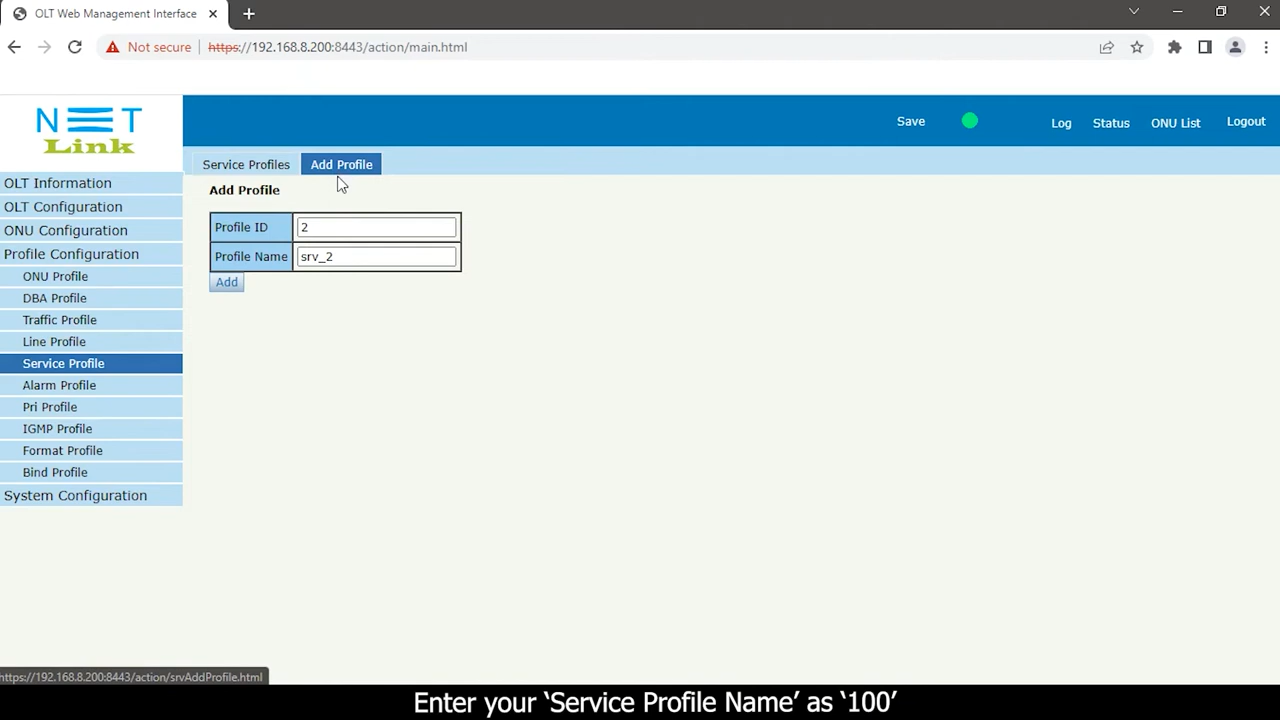 OLT Web Management Interface
Not secure https://192.168.8.200:8443/action/main.html
NET
Link
Save Log Status ONU List Logout
Service Profiles Add Profile
OLT Information
OLT Configuration
ONU Configuration
Profile Configuration
ONU Profile
DBA Profile
Traffic Profile
Line Profile
Service Profile
Alarm Profile
Pri Profile
IGMP Profile
Format Profile
Bind Profile
System Configuration
Add Profile
Profile ID 2
Profile Name srv_2
Add
https://192.168.8.200:8443/action/srvAddProfile.html
Enter your ‘Service Profile Name’ as ‘100’